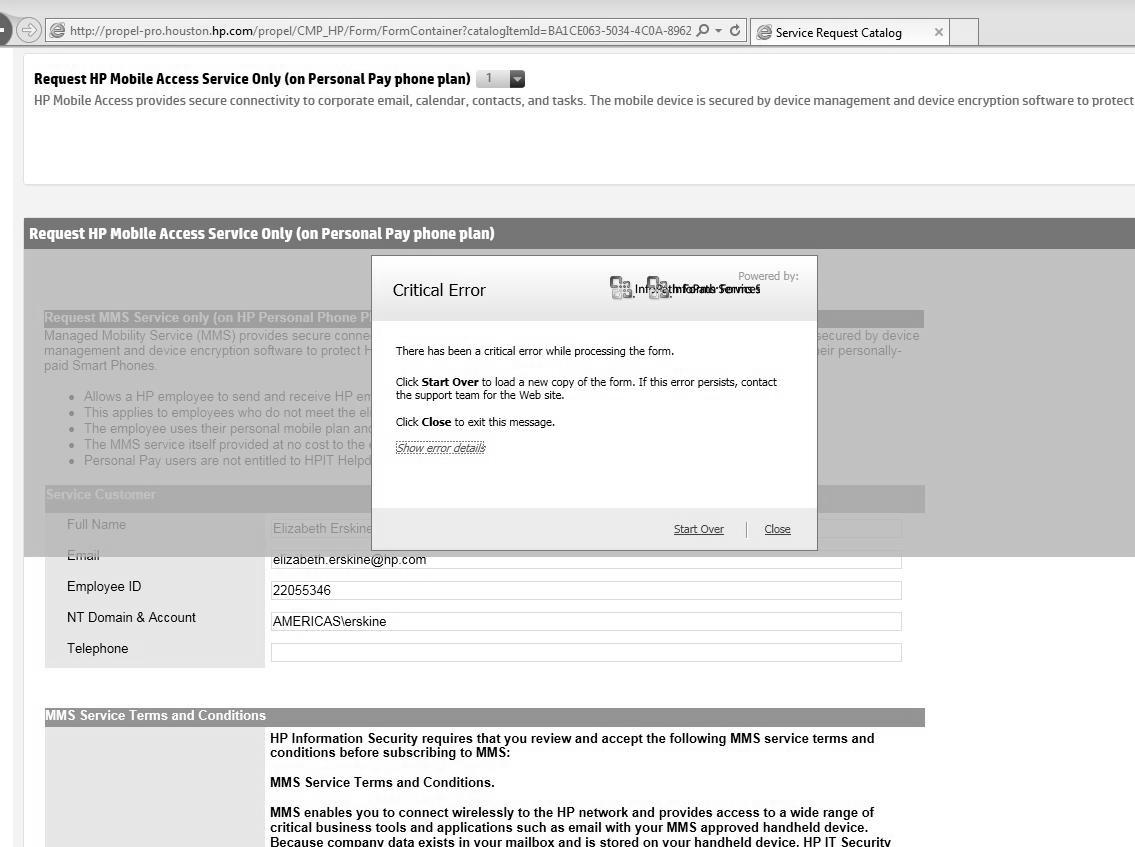 http://propel-pro.houston.hp.com/propel/CMP_HP/Form/FormContainer?catalogItemId=BA1CE063-5034-4C0A-8962
Service Request Catalog
Request HP Mobile Access Service Only (on Personal Pay phone plan) 1
HP Mobile Access provides secure connectivity to corporate email, calendar, contacts, and tasks. The mobile device is secured by device management and device encryption software to protect
Request HP Mobile Access Service Only (on Personal Pay phone plan)
Powered by:
Critical Error
Request MMS Service only (on HP Personal Phone P
Managed Mobility Service (MMS) provides secure conne
secured by device
management and device encryption software to protect H
eir personally-
paid Smart Phones.
Allows a HP employee to send and receive HP em
This applies to employees who do not meet the eli
The employee uses their personal mobile plan and
The MMS service itself provided at no cost to the e
Personal Pay users are not entitled to HPIT Helpd
There has been a critical error while processing the form.
Click Start Over to load a new copy of the form. If this error persists, contact
the support team for the Web site.
Click Close to exit this message.
Show error details
Start Over
Close
Service Customer
Full Name Elizabeth Erskine
Email elizabeth.erskine@hp.com
Employee ID 22055346
NT Domain & Account AMERICAS\erskine
Telephone
MMS Service Terms and Conditions
HP Information Security requires that you review and accept the following MMS service terms and
conditions before subscribing to MMS:
MMS Service Terms and Conditions.
MMS enables you to connect wirelessly to the HP network and provides access to a wide range of
critical business tools and applications such as email with your MMS approved handheld device.
Because company data exists in your mailbox and is stored on your handheld device, HP IT Security